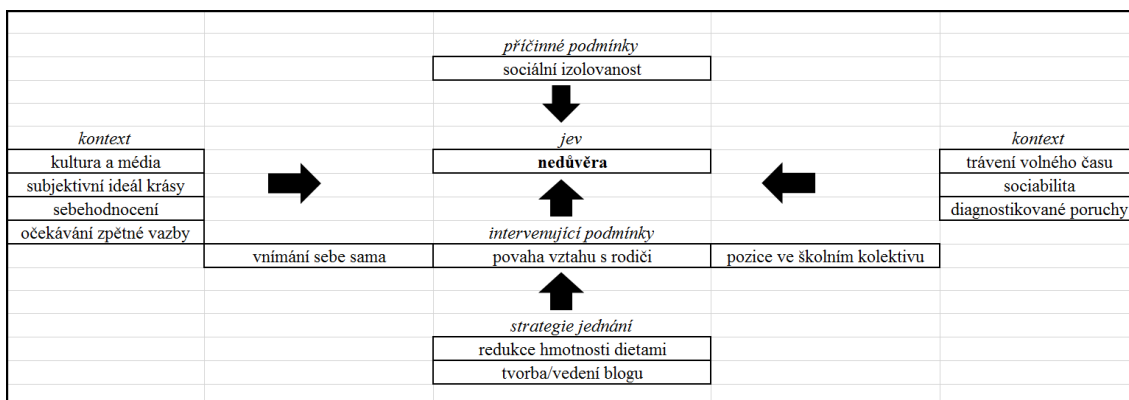 příčinné podmínky
sociální izolovanost
kontext
jev
kontext
kultura a média
nedůvěra
trávení volného času
subjektivní ideál krásy
sociabilita
sebehodnocení
diagnostikované poruchy
očekávání zpětné vazby
intervenující podmínky
vnímání sebe sama
povaha vztahu s rodiči
pozice ve školním kolektivu
strategie jednání
redukce hmotnosti dietami
tvorba/vedení blogu